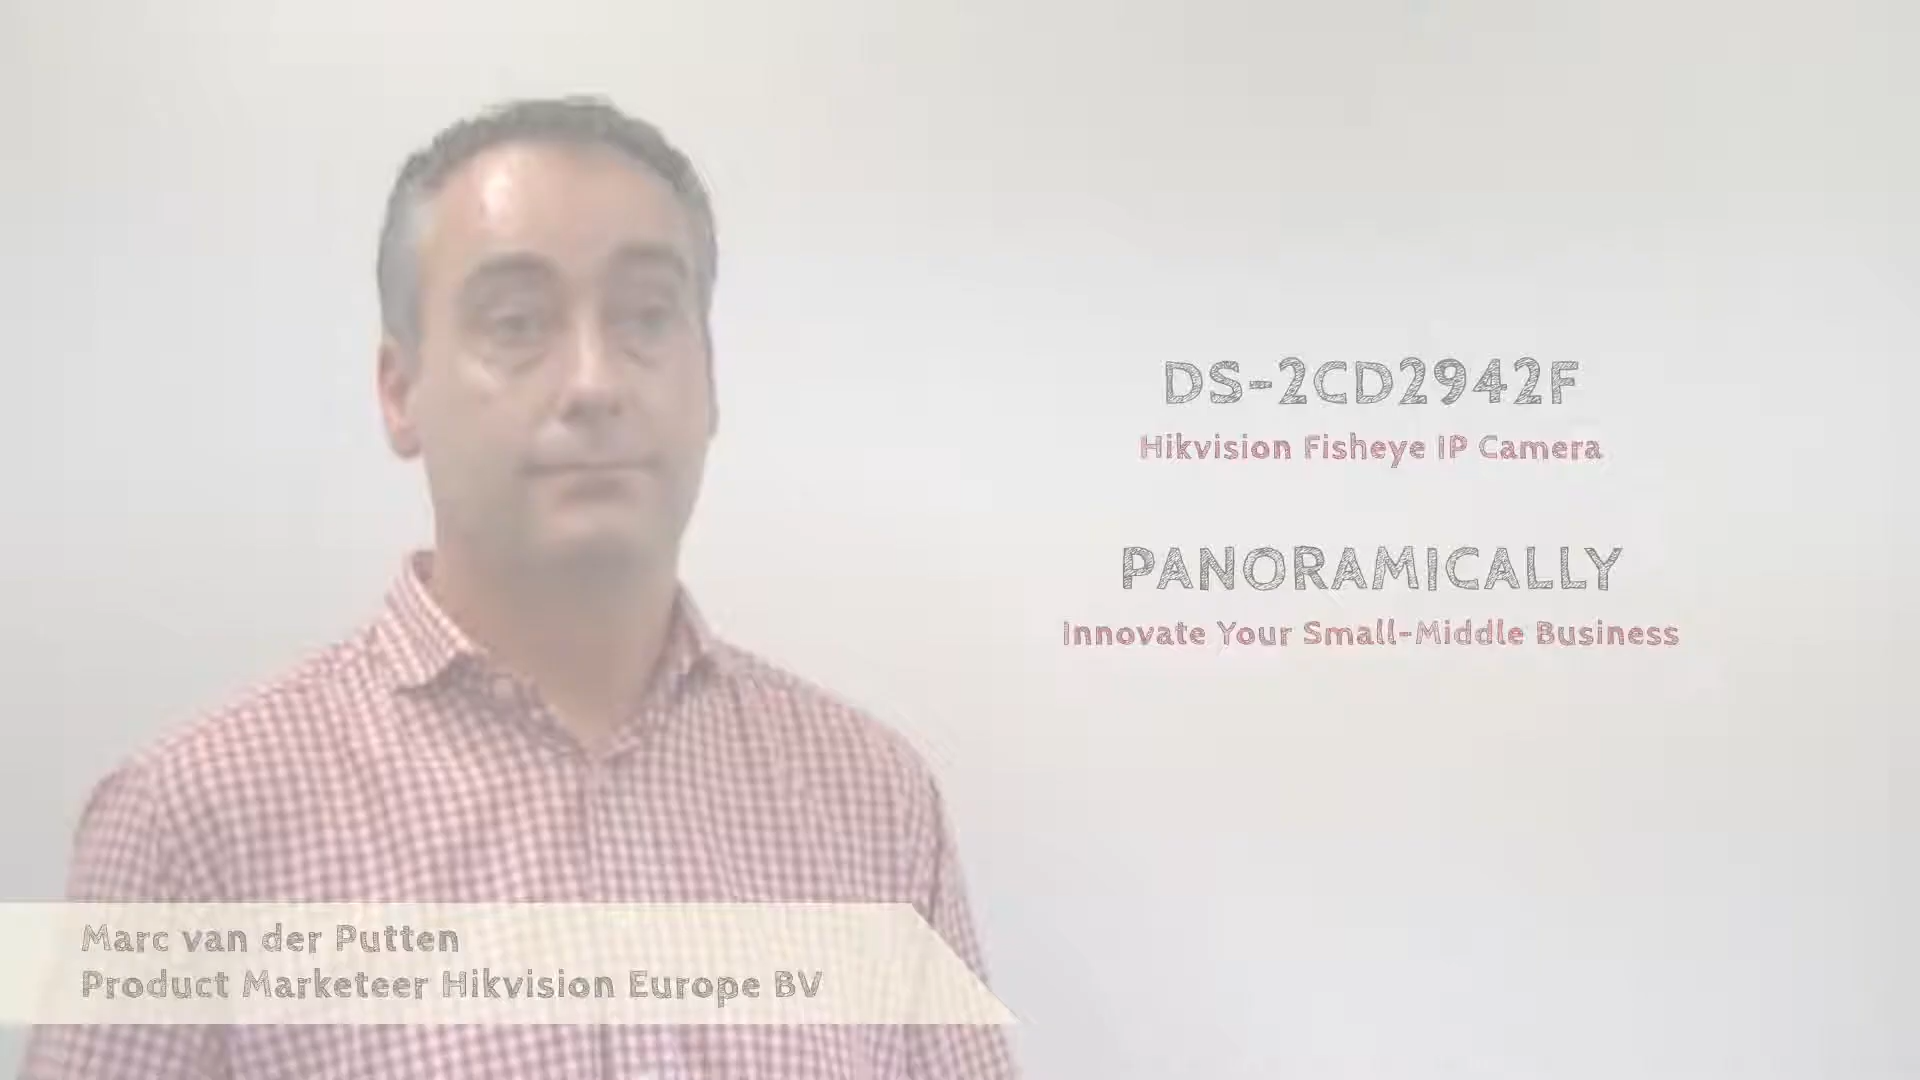 DS-2CD2942F
Hikvision Fisheye IP Camera
PANORAMICALLY
Innovate Your Small-Middle Business
Marc van der Putten
Product Marketeer Hikvision Europe BV